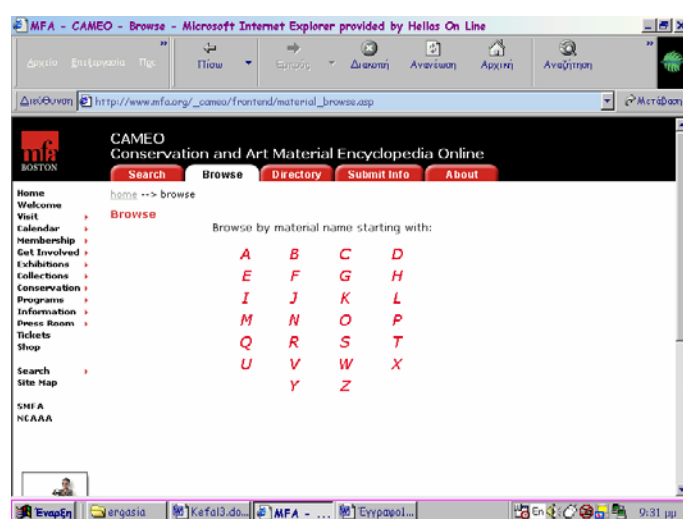 MFA - CAMEO - Browse - Microsoft Internet Explorer provided by Hellas On Line
Αρχείο Επεξεργασία Προ »
Πίσω Εμπρός Διακοπή Ανανέωση Αρχική Αναζήτηση »
Διεύθυνση http://www.mfa.org/_cameo/frontend/material_browse.asp Μετάβαση
mfa
BOSTON
CAMEO
Conservation and Art Material Encyclopedia Online
Search Browse Directory Submit Info About
home --> browse
Browse
Browse by material name starting with:
A B C D
E F G H
I J K L
M N O P
Q R S T
U V W X
Y Z
Home
Welcome
Visit
Calendar
Membership
Get Involved
Exhibitions
Collections
Conservation
Programs
Information
Press Room
Tickets
Shop
Search
Site Map
SMFA
NCAAA
Έναρξη ergasia Kefal3.do... MFA - ... Έγγραφο1... En 9:31 μμ